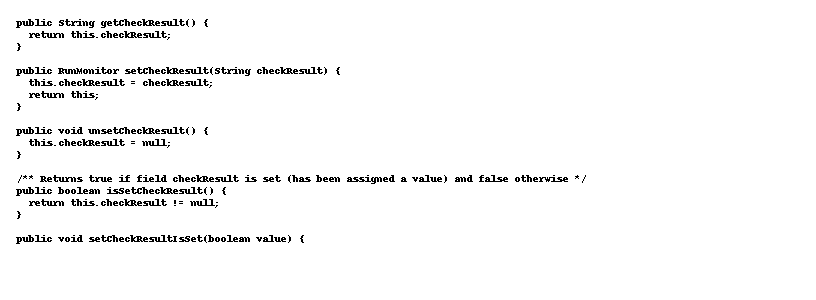 public String getCheckResult() {
  return this.checkResult;
}

public RunMonitor setCheckResult(String checkResult) {
  this.checkResult = checkResult;
  return this;
}

public void unsetCheckResult() {
  this.checkResult = null;
}

/** Returns true if field checkResult is set (has been assigned a value) and false otherwise */
public boolean isSetCheckResult() {
  return this.checkResult != null;
}

public void setCheckResultIsSet(boolean value) {